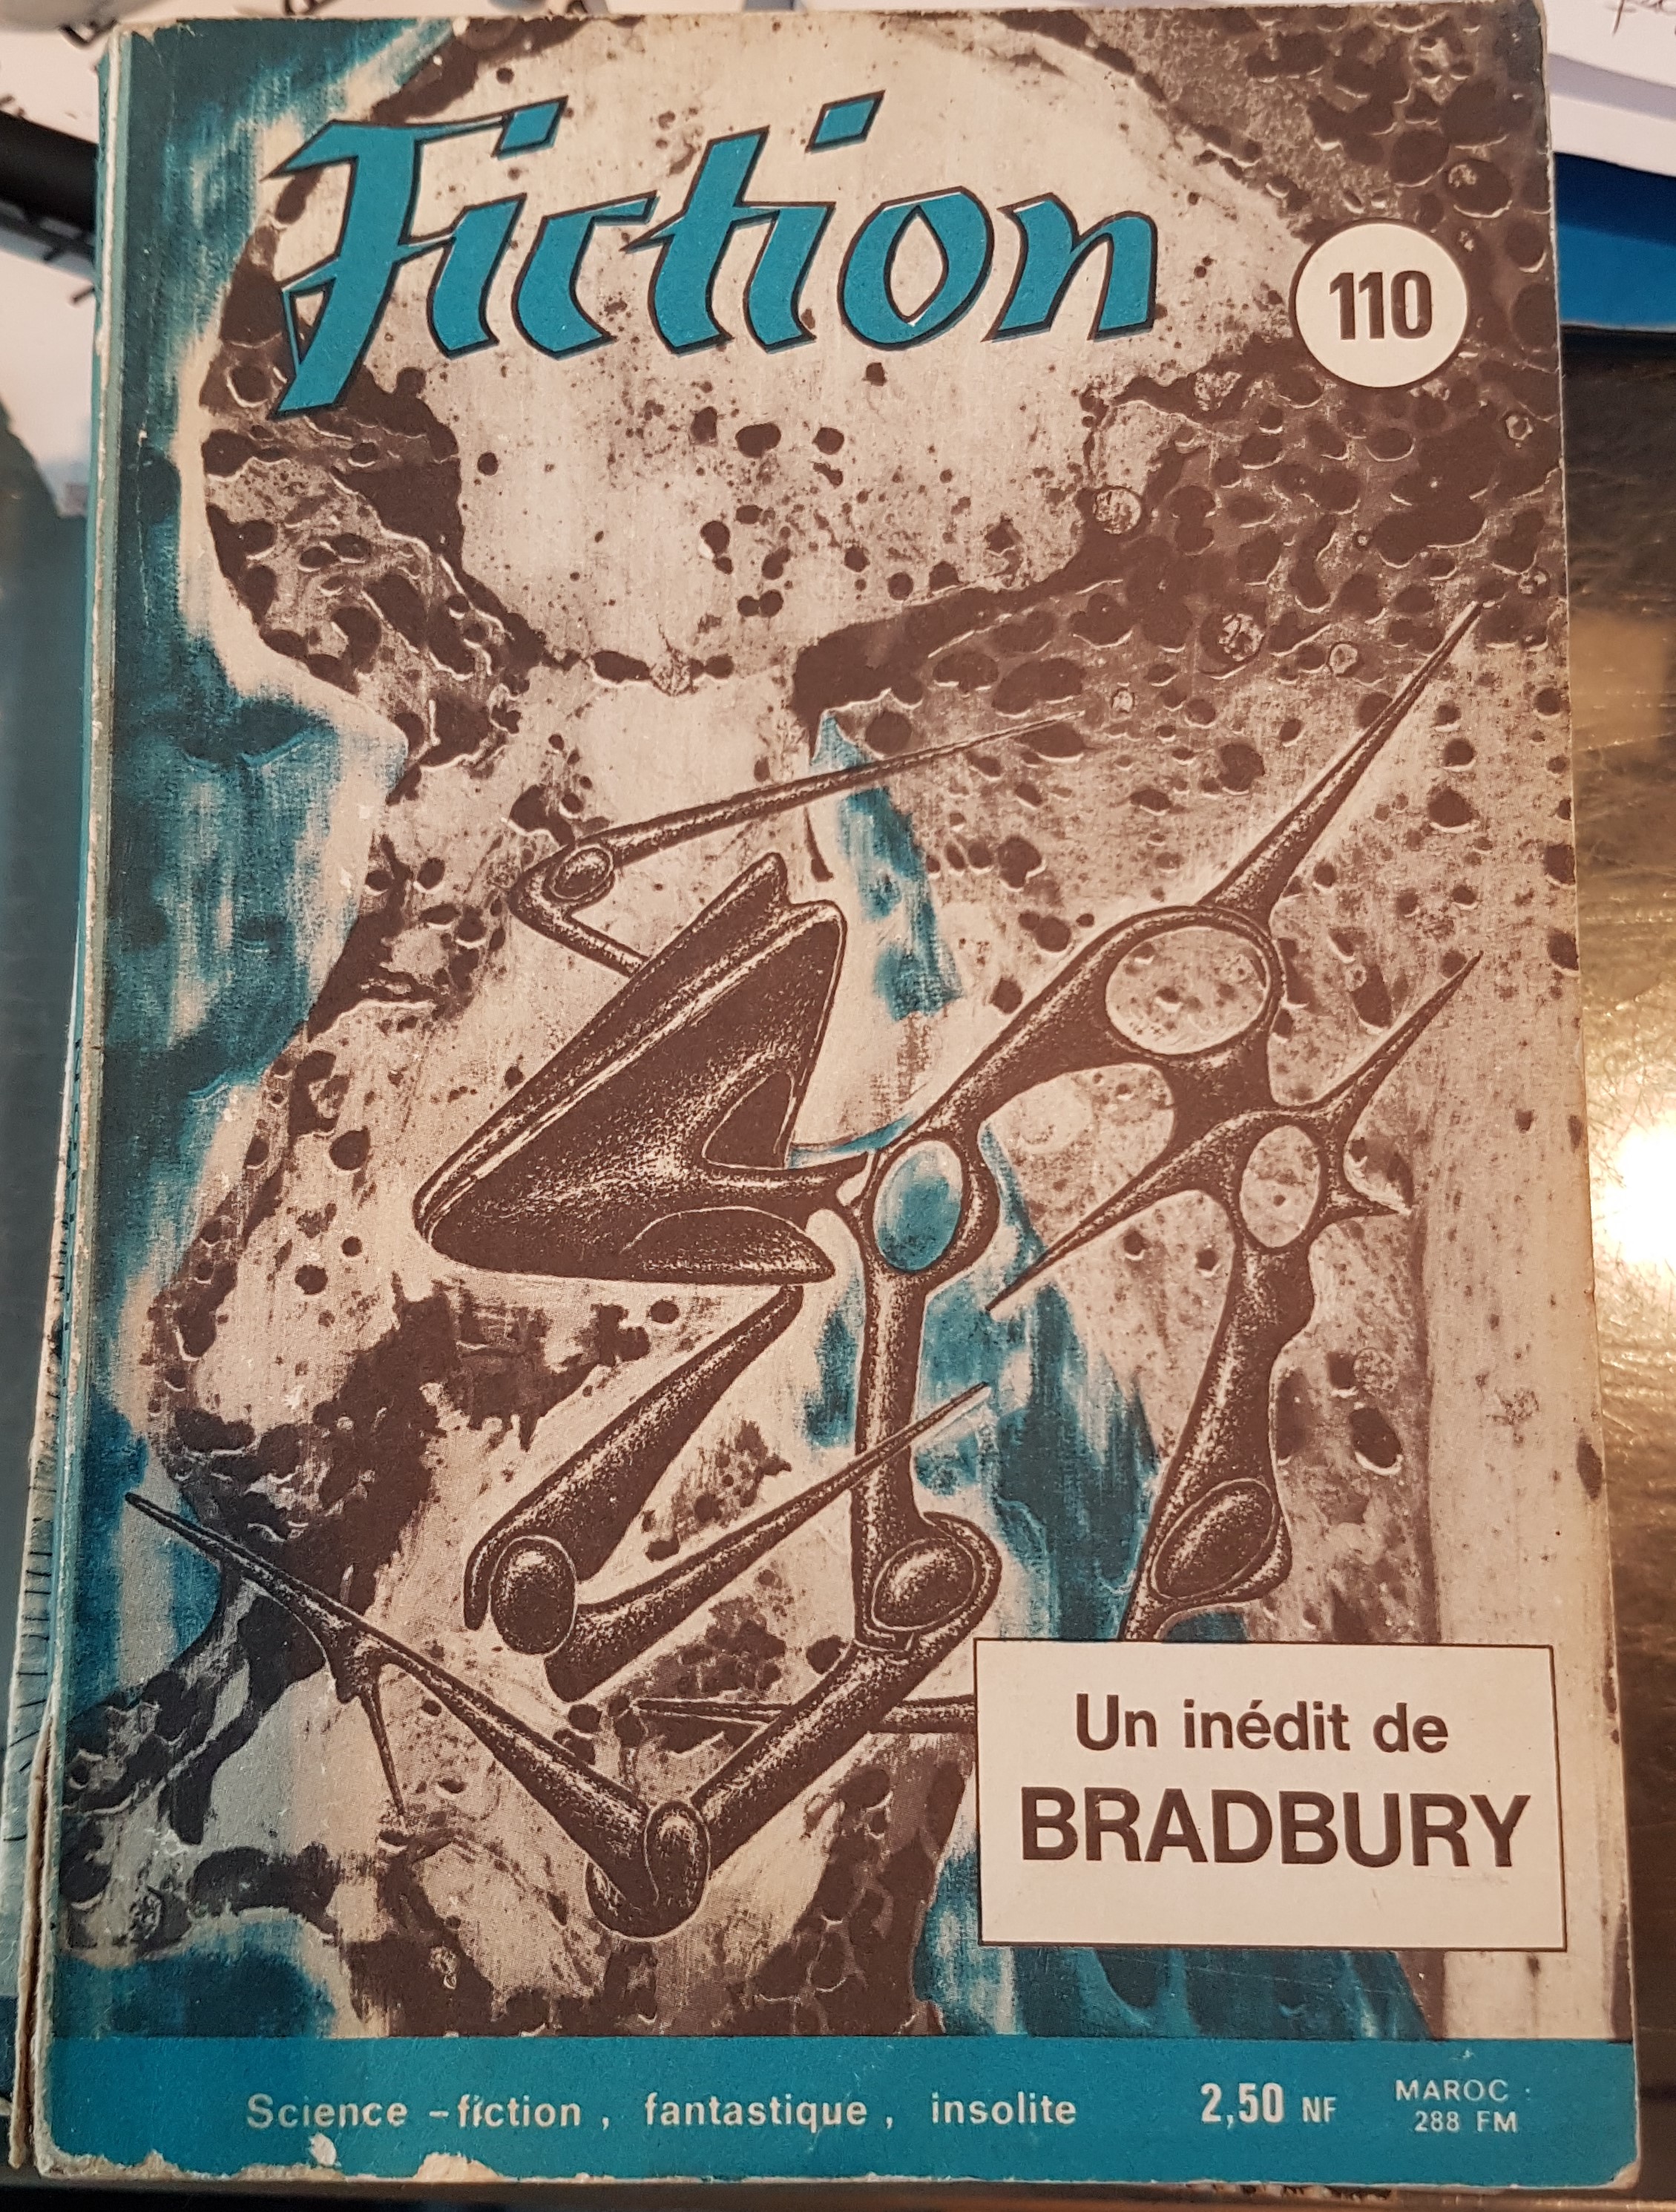 Fiction
110
Un inédit de
BRADBURY
Science-fiction, fantastique, insolite
2,50 NF
MAROC :
288 FM